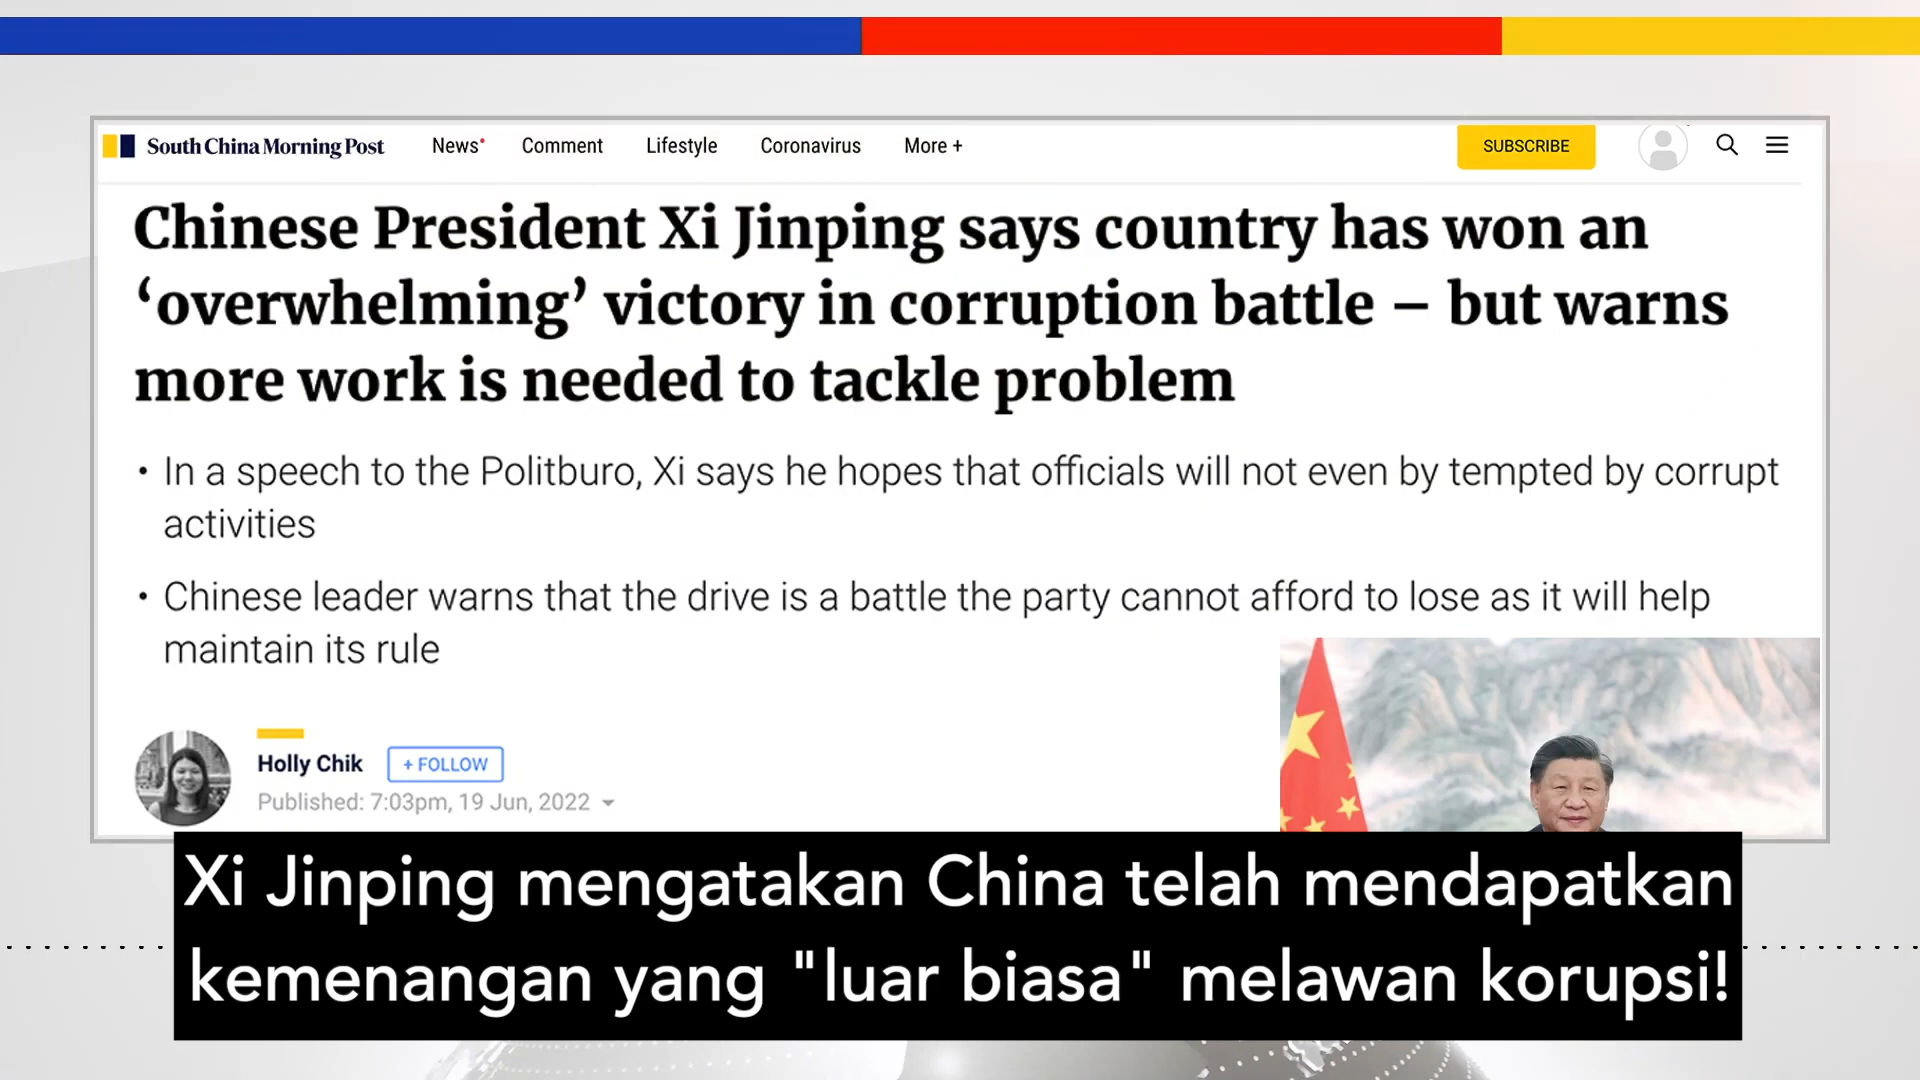 South China Morning Post News Comment Lifestyle Coronavirus More + SUBSCRIBE
Chinese President Xi Jinping says country has won an
‘overwhelming’ victory in corruption battle – but warns
more work is needed to tackle problem
• In a speech to the Politburo, Xi says he hopes that officials will not even by tempted by corrupt
activities
• Chinese leader warns that the drive is a battle the party cannot afford to lose as it will help
maintain its rule
Holly Chik + FOLLOW
Published: 7:03pm, 19 Jun, 2022
Xi Jinping mengatakan China telah mendapatkan
kemenangan yang "luar biasa" melawan korupsi!